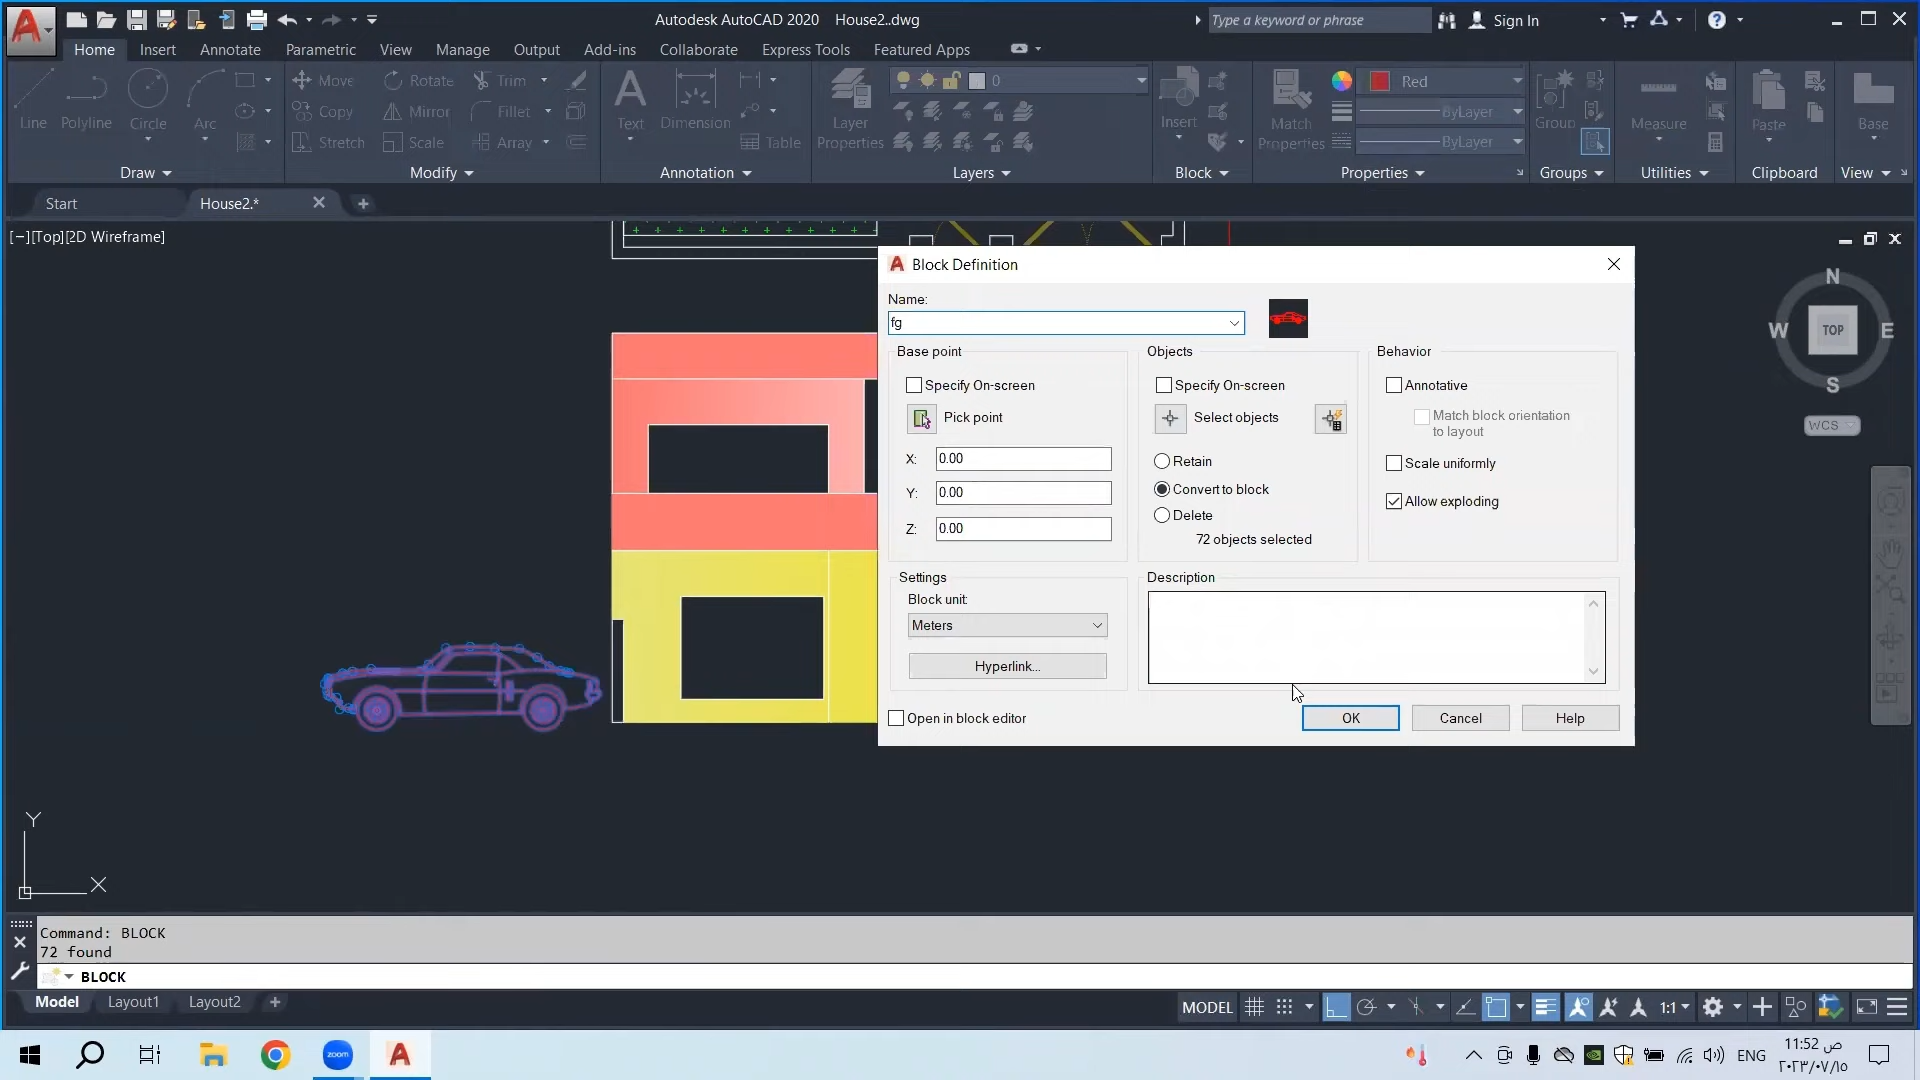 Autodesk AutoCAD 2020 House2..dwg
Type a keyword or phrase
Sign In
Home Insert Annotate Parametric View Manage Output Add-ins Collaborate Express Tools Featured Apps
Line Polyline Circle Arc
Move Rotate Trim
Copy Mirror Fillet
Stretch Scale Array
Text Dimension Table
Layer Properties
0
Insert
Match Properties
Red
ByLayer
ByLayer
Group
Measure
Paste
Base
Draw Modify Annotation Layers Block Properties Groups Utilities Clipboard View
Start House2.*
[−][Top][2D Wireframe]
N
W TOP E
S
WCS
Block Definition
Name:
fg
Base point
Specify On-screen
Pick point
X: 0.00
Y: 0.00
Z: 0.00
Objects
Specify On-screen
Select objects
Retain
Convert to block
Delete
72 objects selected
Behavior
Annotative
Match block orientation
to layout
Scale uniformly
Allow exploding
Settings
Block unit:
Meters
Hyperlink...
Description
Open in block editor
OK Cancel Help
Y
X
Command: BLOCK
72 found
BLOCK
Model Layout1 Layout2
MODEL 1:1
zoom
ENG
11:52 ص
٢٠٢٣/٠٧/١٥